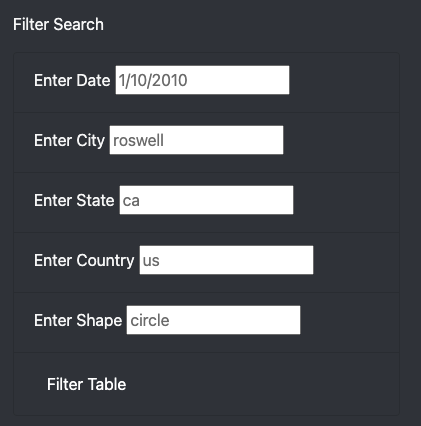 Filter Search
Enter Date 1/10/2010
Enter City roswell
Enter State ca
Enter Country us
Enter Shape circle
Filter Table